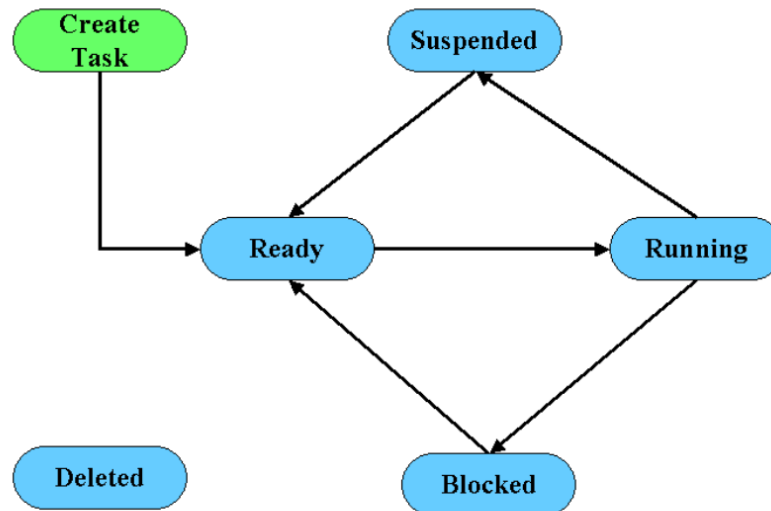 Create
Task
Suspended
Ready
Running
Deleted
Blocked